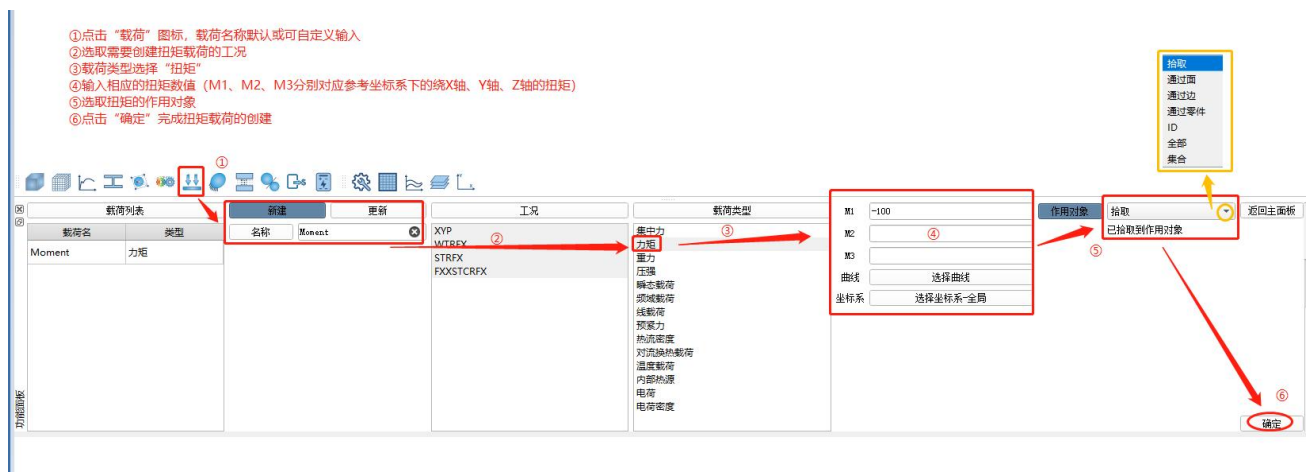 ①点击“载荷”图标，载荷名称默认或可自定义输入
②选取需要创建扭矩载荷的工况
③载荷类型选择“扭矩”
④输入相应的扭矩数值（M1、M2、M3分别对应参考坐标系下的绕X轴、Y轴、Z轴的扭矩）
⑤选取扭矩的作用对象
⑥点击“确定”完成扭矩载荷的创建
拾取
通过面
通过边
通过零件
ID
全部
集合
①
载荷列表
载荷名 类型
Moment 力矩
新建 更新
名称 Moment
②
工况
XYP
WTRFX
STRFX
FXXSTCRFX
载荷类型
集中力
力矩
重力
压强
瞬态载荷
频域载荷
线载荷
预紧力
热流密度
对流换热载荷
温度载荷
内部热源
电荷
电荷密度
③
M1 -100
M2 ④
M3
曲线 选择曲线
坐标系 选择坐标系-全局
作用对象 拾取
已拾取到作用对象
⑤
返回主面板
⑥
确定
功能面板